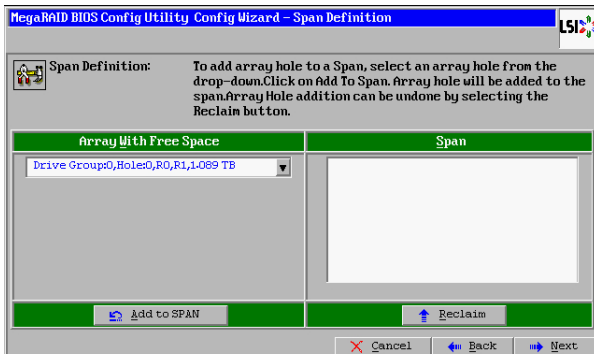 MegaRAID BIOS Config Utility Config Wizard – Span Definition
LSI
Span Definition:
To add array hole to a Span, select an array hole from the
drop-down.Click on Add To Span. Array hole will be added to the
span.Array Hole addition can be undone by selecting the
Reclaim button.
Array With Free Space
Span
Drive Group:0,Hole:0,R0,R1,1.089 TB
Add to SPAN
Reclaim
Cancel
Back
Next